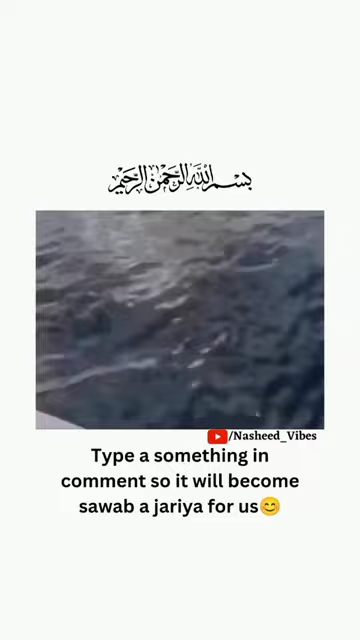 بسم الله الرحمن الرحيم
/Nasheed_Vibes
Type a something in
comment so it will become
sawab a jariya for us😊